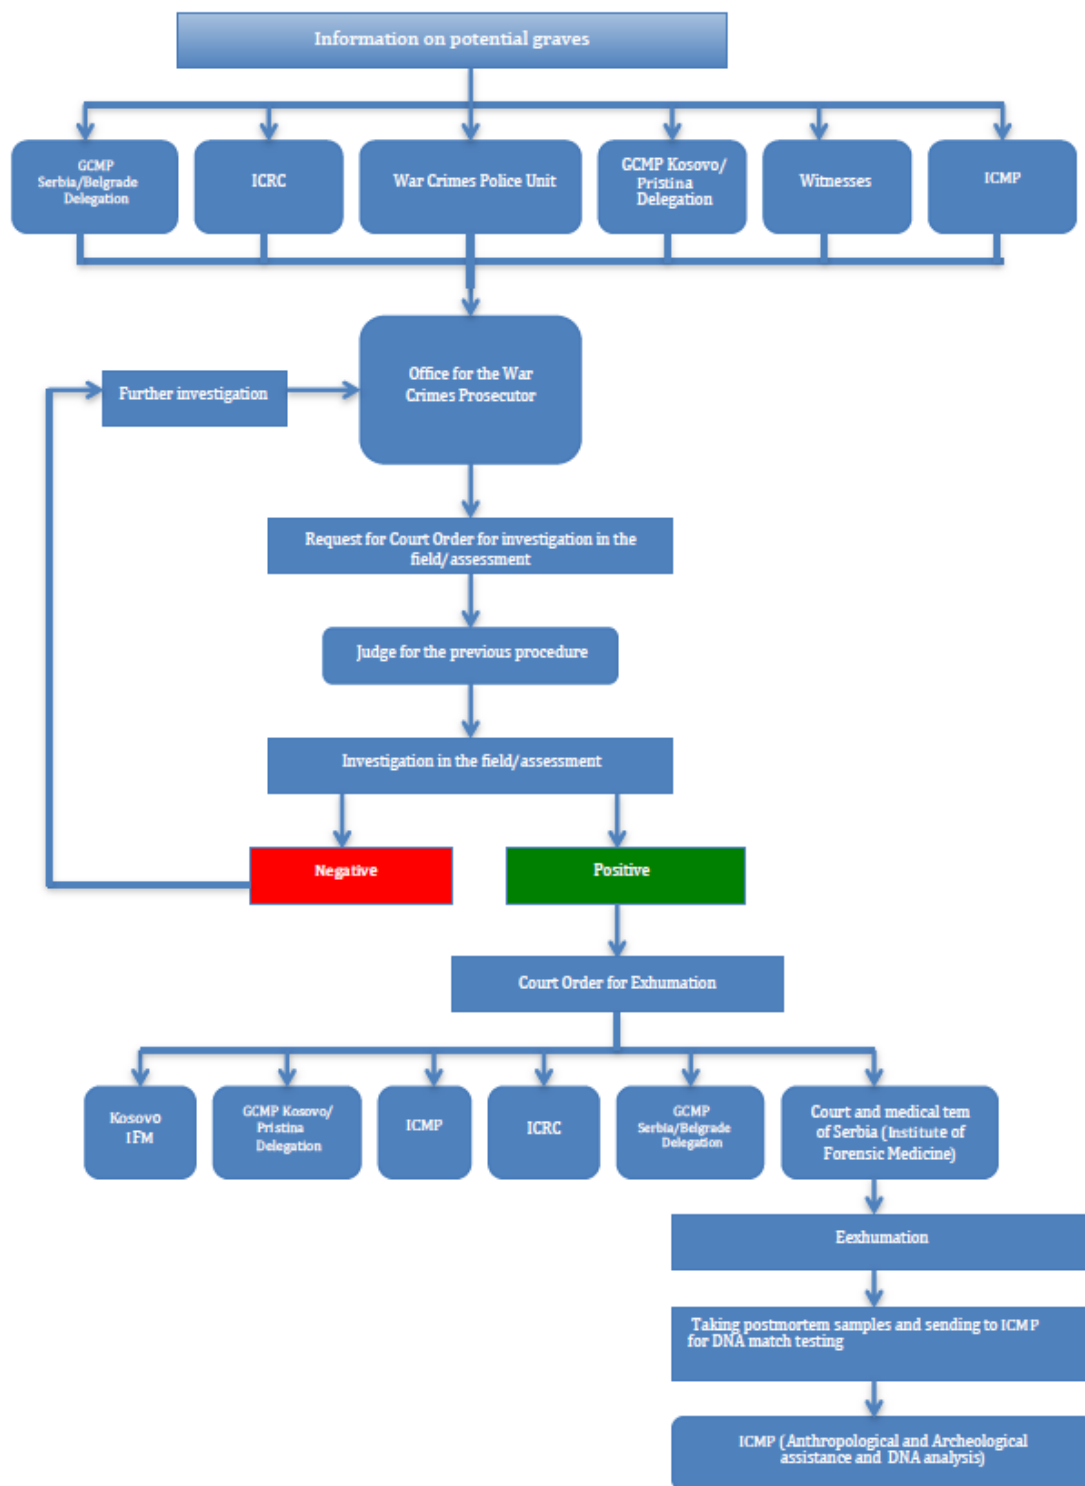 Information on potential graves
GCMP
Serbia/Belgrade
Delegation
ICRC
War Crimes Police Unit
GCMP Kosovo/
Pristina
Delegation
Witnesses
ICMP
Further investigation
Office for the War
Crimes Prosecutor
Request for Court Order for investigation in the
field/assessment
Judge for the previous procedure
Investigation in the field/assessment
Negative
Positive
Court Order for Exhumation
Kosovo
IFM
GCMP Kosovo/
Pristina
Delegation
ICMP
ICRC
GCMP
Serbia/Belgrade
Delegation
Court and medical tem
of Serbia (Institute of
Forensic Medicine)
Eexhumation
Taking postmortem samples and sending to ICMP
for DNA match testing
ICMP (Anthropological and Archeological
assistance and DNA analysis)